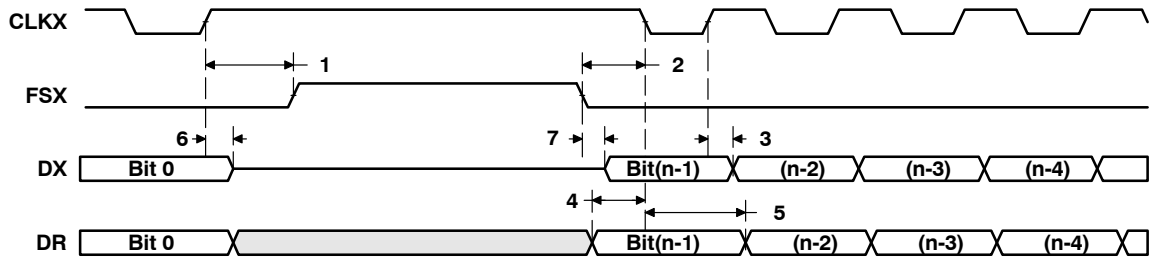 CLKX
1 2
FSX
6 7 3
DX Bit 0 Bit(n-1) (n-2) (n-3) (n-4)
4 5
DR Bit 0 Bit(n-1) (n-2) (n-3) (n-4)